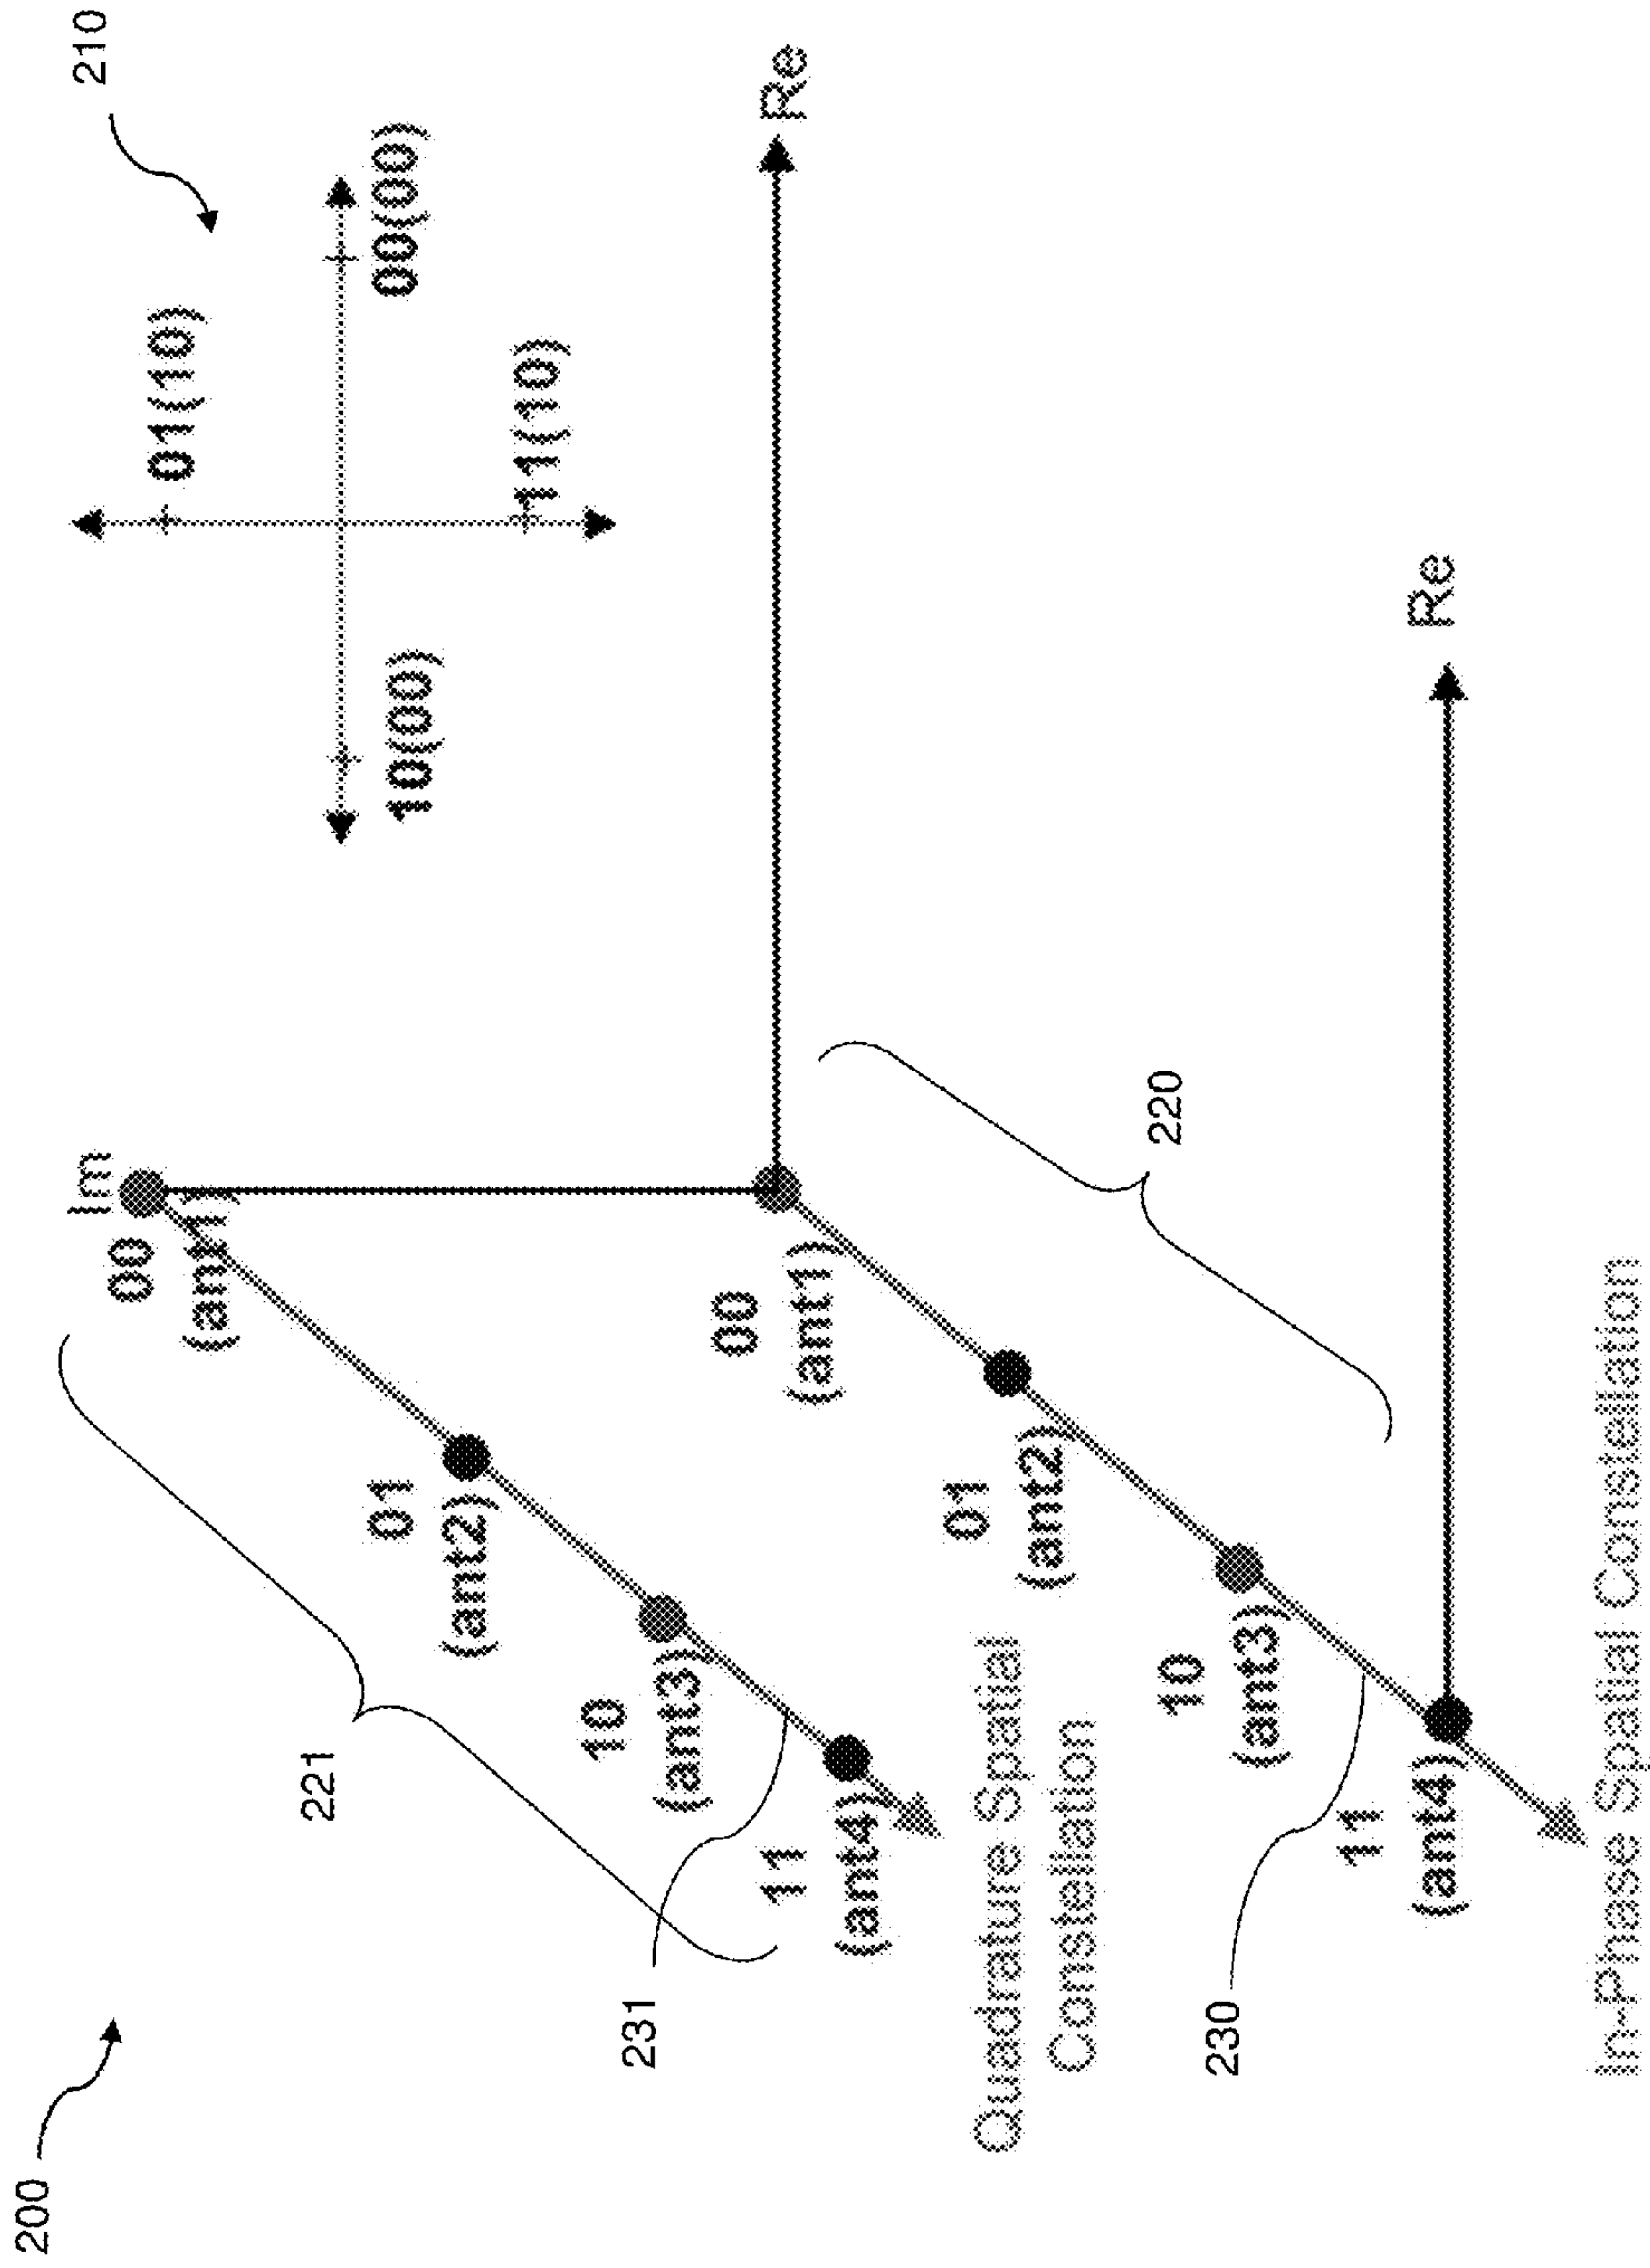 200
210
Im
00
(ant1)
221
01
(ant2)
10
(ant3)
231
11
(ant4)
Quadrature Spatial
Constellation
01(10)
10(00)
00(00)
11(10)
Re
00
(ant1)
220
01
(ant2)
10
(ant3)
230
11
(ant4)
Re
In-Phase Spatial Constellation